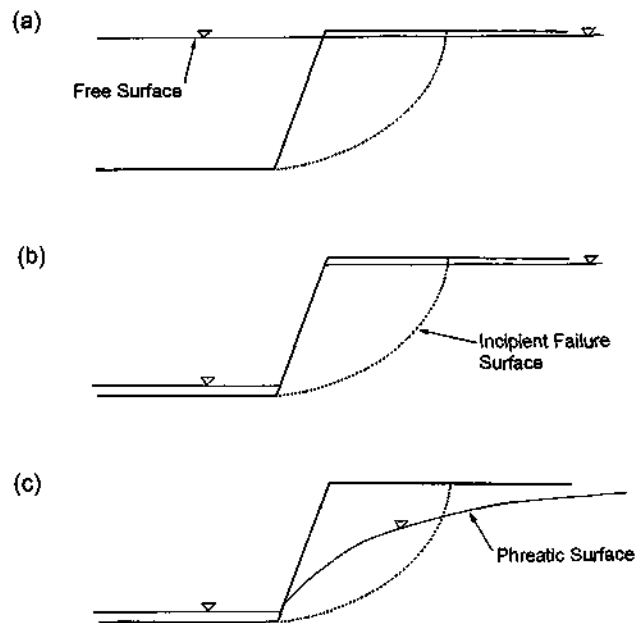 (a)
Free Surface
(b)
Incipient Failure
Surface
(c)
Phreatic Surface